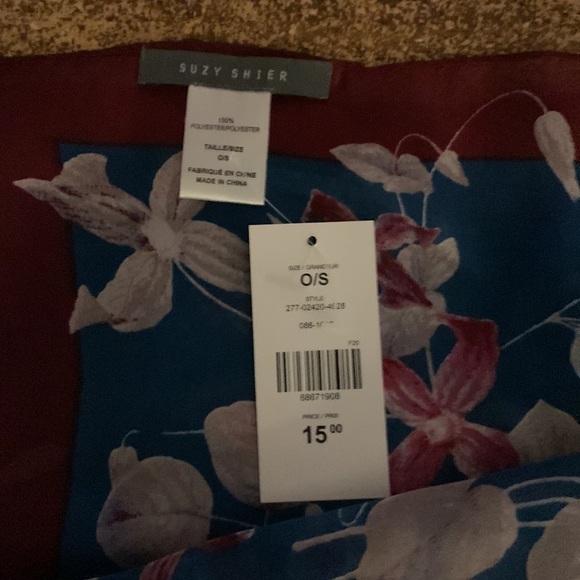 SUZY SHIER
100%
POLYESTER/POLYESTER
TAILLE/SIZE
O/S
FABRIQUÉ EN CHINE
MADE IN CHINA
SIZE / GRANDEUR
O/S
STYLE
F20
68671908
PRICE / PRIX
15.00